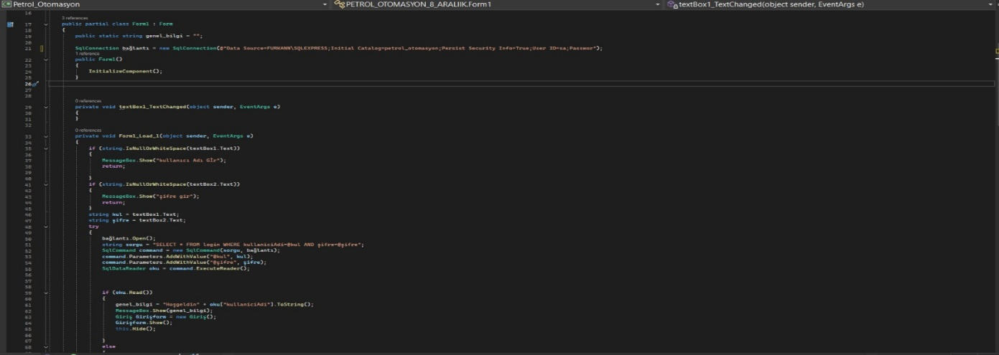 Petrol_Otomasyon PETROL_OTOMASYON_8_ARALIIK.Form1 textBox1_TextChanged(object sender, EventArgs e)
16
3 references
17 public partial class Form1 : Form
18 {
19 public static string genel_bilgi = "";
20
21 SqlConnection bağlantı = new SqlConnection(@"Data Source=FURKANN\SQLEXPRESS;Initial Catalog=petrol_otomasyon;Persist Security Info=True;User ID=sa;Passwor");
1 reference
22 public Form1()
23 {
24 InitializeComponent();
25 }
26
27
28
0 references
29 private void textBox1_TextChanged(object sender, EventArgs e)
30 {
31 }
32
0 references
33 private void Form1_Load_1(object sender, EventArgs e)
34 {
35 if (string.IsNullOrWhiteSpace(textBox1.Text))
36 {
37 MessageBox.Show("kullanıcı Adı GİR");
38 return;
39
40 }
41 if (string.IsNullOrWhiteSpace(textBox2.Text))
42 {
43 MessageBox.Show("şifre gir");
44 return;
45 }
46 string kul = textBox1.Text;
47 string şifre = textBox2.Text;
48 try
49 {
50 bağlantı.Open();
51 string sorgu = "SELECT * FROM login WHERE kullaniciAdi=@kul AND şifre=@şifre";
52 SqlCommand command = new SqlCommand(sorgu, bağlantı);
53 command.Parameters.AddWithValue("@kul", kul);
54 command.Parameters.AddWithValue("@şifre", şifre);
55 SqlDataReader oku = command.ExecuteReader();
56
57
58
59 if (oku.Read())
60 {
61 genel_bilgi = "Hoşgeldin" + oku["kullaniciAdi"].ToString();
62 MessageBox.Show(genel_bilgi);
63 Giriş Girişform = new Giriş();
64 Girişform.Show();
65 this.Hide();
66
67 }
68 else